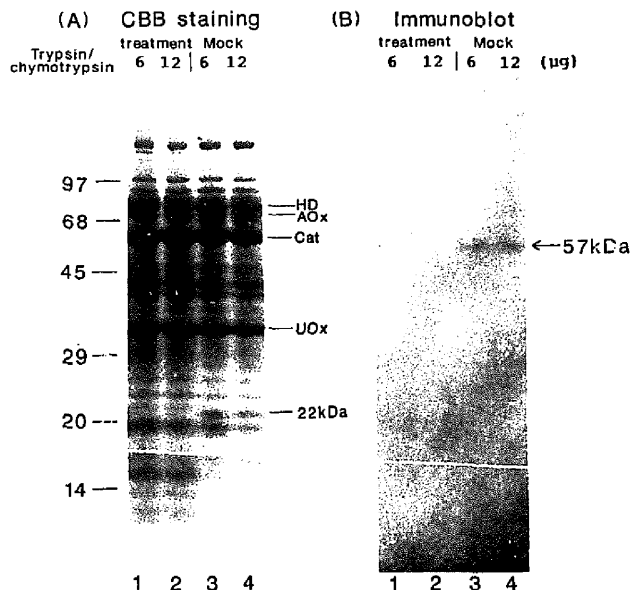 (A) CBB staining
Trypsin/
chymotrypsin
treatment Mock
6 12 6 12
97
68
45
29
20
14
HD
AOx
Cat
UOx
22kDa
1 2 3 4
(B) Immunoblot
treatment Mock
6 12 6 12 (µg)
←57kDa
1 2 3 4